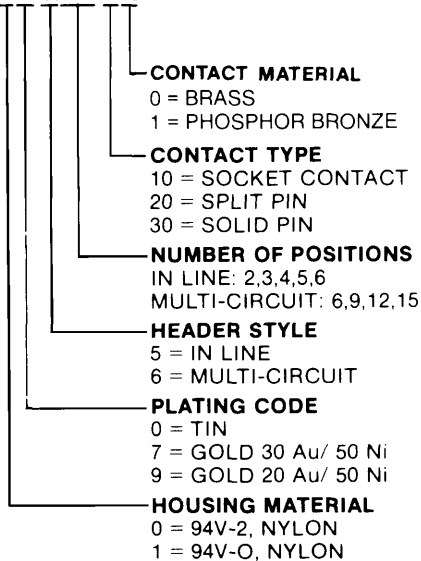 CONTACT MATERIAL
0 = BRASS
1 = PHOSPHOR BRONZE
CONTACT TYPE
10 = SOCKET CONTACT
20 = SPLIT PIN
30 = SOLID PIN
NUMBER OF POSITIONS
IN LINE: 2,3,4,5,6
MULTI-CIRCUIT: 6,9,12,15
HEADER STYLE
5 = IN LINE
6 = MULTI-CIRCUIT
PLATING CODE
0 = TIN
7 = GOLD 30 Au/ 50 Ni
9 = GOLD 20 Au/ 50 Ni
HOUSING MATERIAL
0 = 94V-2, NYLON
1 = 94V-O, NYLON